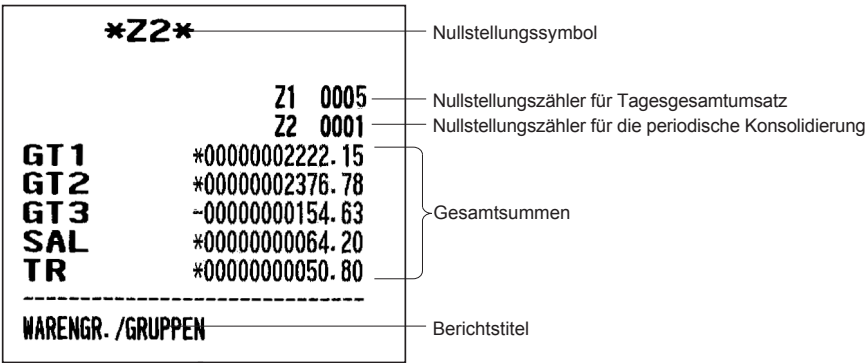 *Z2*
Nullstellungssymbol
Z1 0005
Nullstellungszähler für Tagesgesamtumsatz
Z2 0001
Nullstellungszähler für die periodische Konsolidierung
GT1 *00000002222.15
GT2 *00000002376.78
GT3 -00000000154.63
Gesamtsummen
SAL *00000000064.20
TR *00000000050.80
WARENGR./GRUPPEN
Berichtstitel